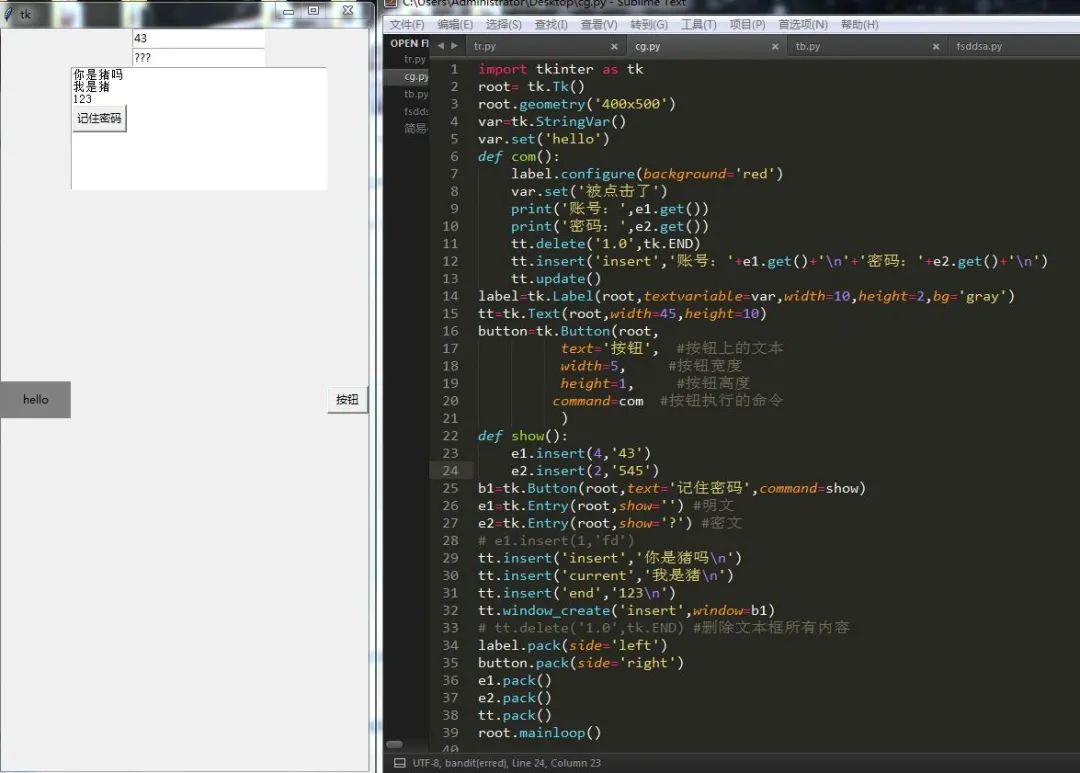 tk
43
???
你是猪吗
我是猪
123
记住密码
hello
按钮
C:\Users\Administrator\Desktop\cg.py - Sublime Text
文件(F) 编辑(E) 选择(S) 查找(I) 查看(V) 转到(G) 工具(T) 项目(P) 首选项(N) 帮助(H)
OPEN FI
tr.py
cg.py
tb.py
fsdds
简易
tr.py × cg.py × tb.py × fsddsa.py
1 import tkinter as tk
2 root= tk.Tk()
3 root.geometry('400x500')
4 var=tk.StringVar()
5 var.set('hello')
6 def com():
7 label.configure(background='red')
8 var.set('被点击了')
9 print('账号: ',e1.get())
10 print('密码: ',e2.get())
11 tt.delete('1.0',tk.END)
12 tt.insert('insert','账号: '+e1.get()+'\n'+'密码: '+e2.get()+'\n')
13 tt.update()
14 label=tk.Label(root,textvariable=var,width=10,height=2,bg='gray')
15 tt=tk.Text(root,width=45,height=10)
16 button=tk.Button(root,
17 text='按钮', #按钮上的文本
18 width=5, #按钮宽度
19 height=1, #按钮高度
20 command=com #按钮执行的命令
21 )
22 def show():
23 e1.insert(4,'43')
24 e2.insert(2,'545')
25 b1=tk.Button(root,text='记住密码',command=show)
26 e1=tk.Entry(root,show='') #明文
27 e2=tk.Entry(root,show='?') #密文
28 # e1.insert(1,'fd')
29 tt.insert('insert','你是猪吗\n')
30 tt.insert('current','我是猪\n')
31 tt.insert('end','123\n')
32 tt.window_create('insert',window=b1)
33 # tt.delete('1.0',tk.END) #删除文本框所有内容
34 label.pack(side='left')
35 button.pack(side='right')
36 e1.pack()
37 e2.pack()
38 tt.pack()
39 root.mainloop()
40
UTF-8, bandit(erred), Line 24, Column 23